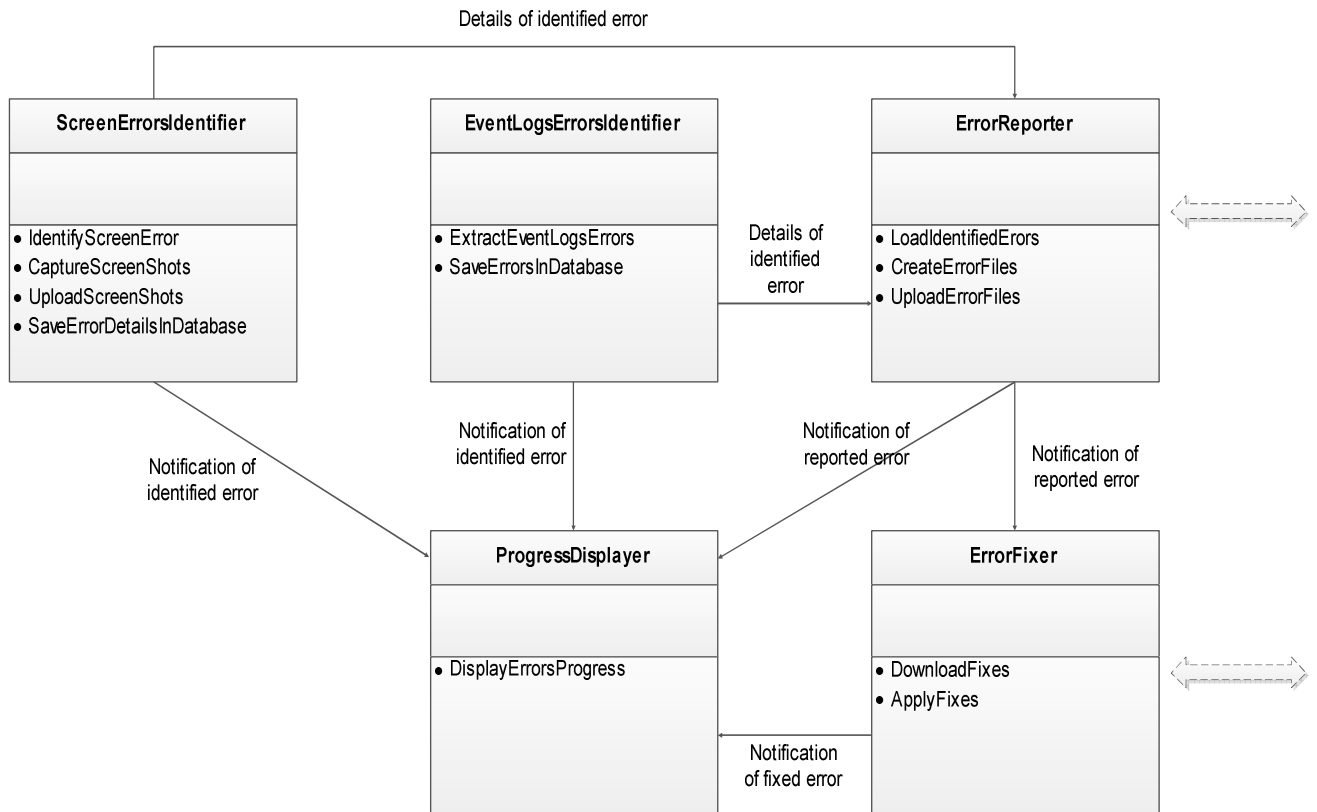 Details of identified error
ScreenErrorsIdentifier
• IdentifyScreenError
• CaptureScreenShots
• UploadScreenShots
• SaveErrorDetailsInDatabase
EventLogsErrorsIdentifier
• ExtractEventLogsErrors
• SaveErrorsInDatabase
Details of
identified
error
ErrorReporter
• LoadIdentifiedErors
• CreateErrorFiles
• UploadErrorFiles
Notification of
identified error
Notification of
identified error
Notification of
reported error
Notification of
reported error
ProgressDisplayer
• DisplayErrorsProgress
ErrorFixer
• DownloadFixes
• ApplyFixes
Notification
of fixed error